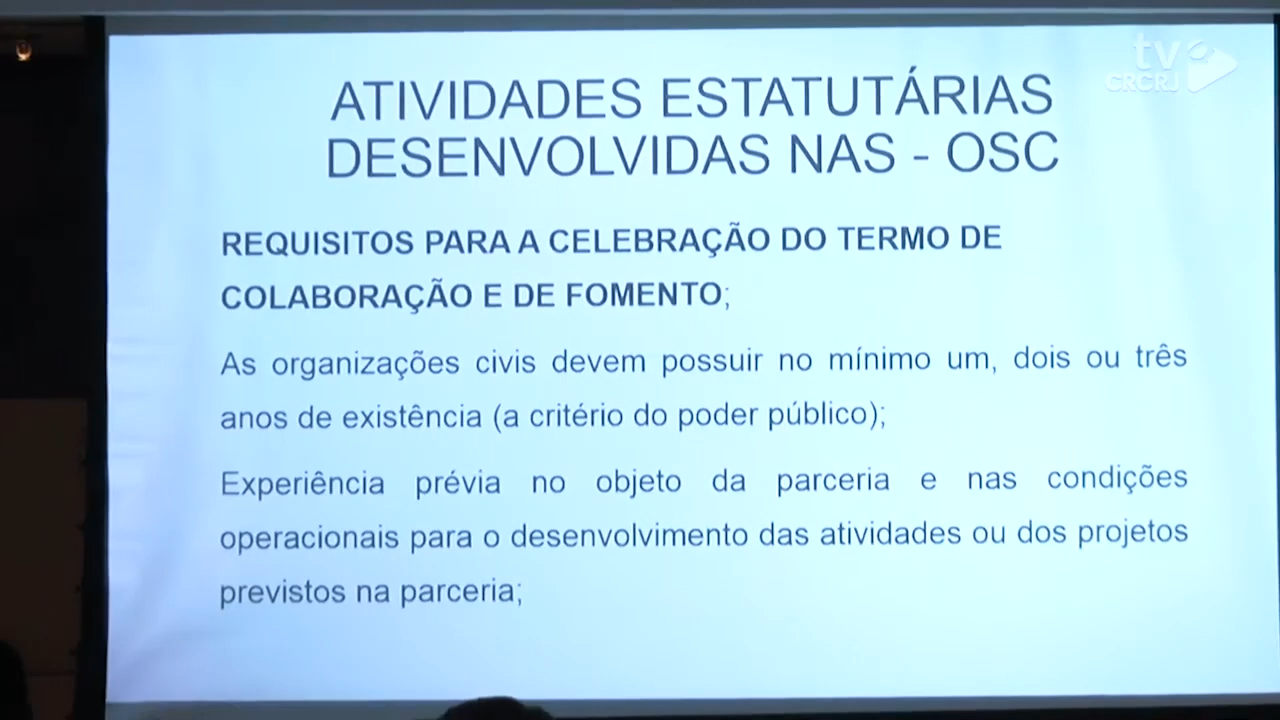 tv
CRCRJ
ATIVIDADES ESTATUTÁRIAS
DESENVOLVIDAS NAS - OSC
REQUISITOS PARA A CELEBRAÇÃO DO TERMO DE
COLABORAÇÃO E DE FOMENTO;
As organizações civis devem possuir no mínimo um, dois ou três
anos de existência (a critério do poder público);
Experiência prévia no objeto da parceria e nas condições
operacionais para o desenvolvimento das atividades ou dos projetos
previstos na parceria;